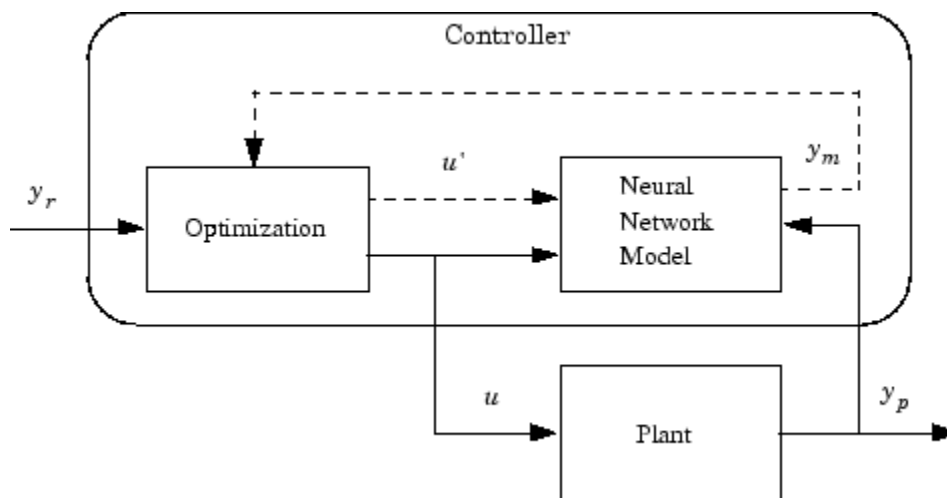 Controller
u'
y_m
y_r
Optimization
Neural
Network
Model
u
y_p
Plant